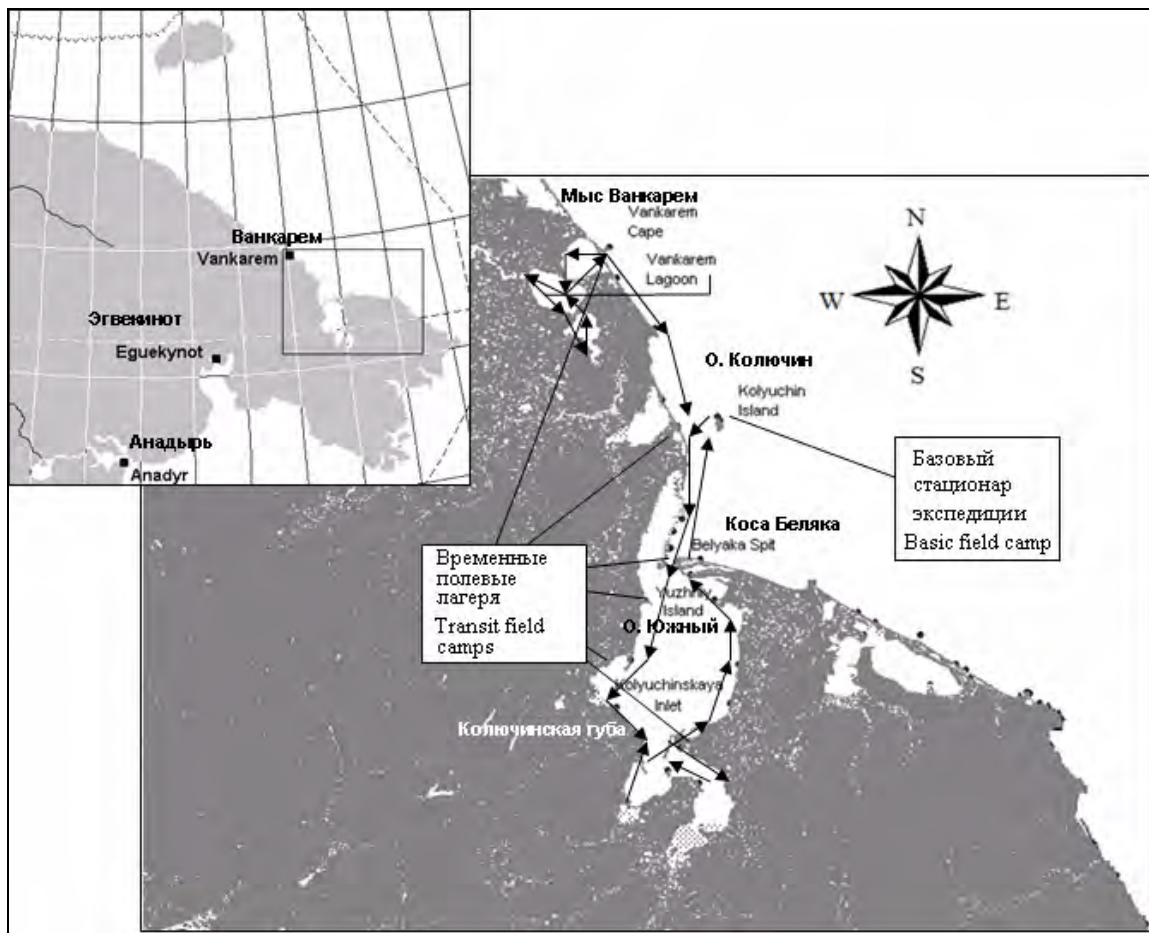 Ванкарем
Vankarem
Эгвекинот
Eguekynot
Анадырь
Anadyr
Мыс Ванкарем
Vankarem
Cape
Vankarem
Lagoon
N
W
E
S
О. Колючин
Kolyuchin
Island
Базовый
стационар
экспедиции
Basic field camp
Коса Беляка
Belyaka Spit
Временные
полевые
лагеря
Transit field
camps
Yuzhniy
Island
О. Южный
Kolyuchinskaya
Inlet
Колючинская губа